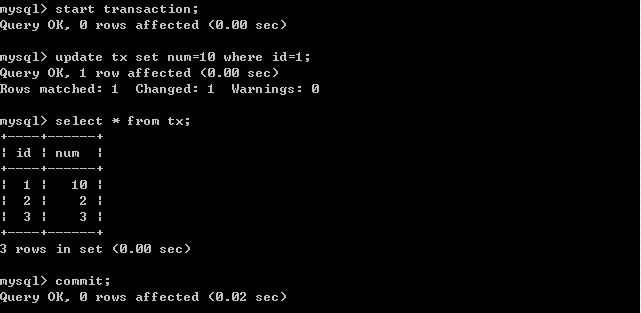 mysql> start transaction;
Query OK, 0 rows affected (0.00 sec)
mysql> update tx set num=10 where id=1;
Query OK, 1 row affected (0.00 sec)
Rows matched: 1  Changed: 1  Warnings: 0
mysql> select * from tx;
+----+------+
| id | num  |
+----+------+
|  1 |   10 |
|  2 |    2 |
|  3 |    3 |
+----+------+
3 rows in set (0.00 sec)
mysql> commit;
Query OK, 0 rows affected (0.02 sec)